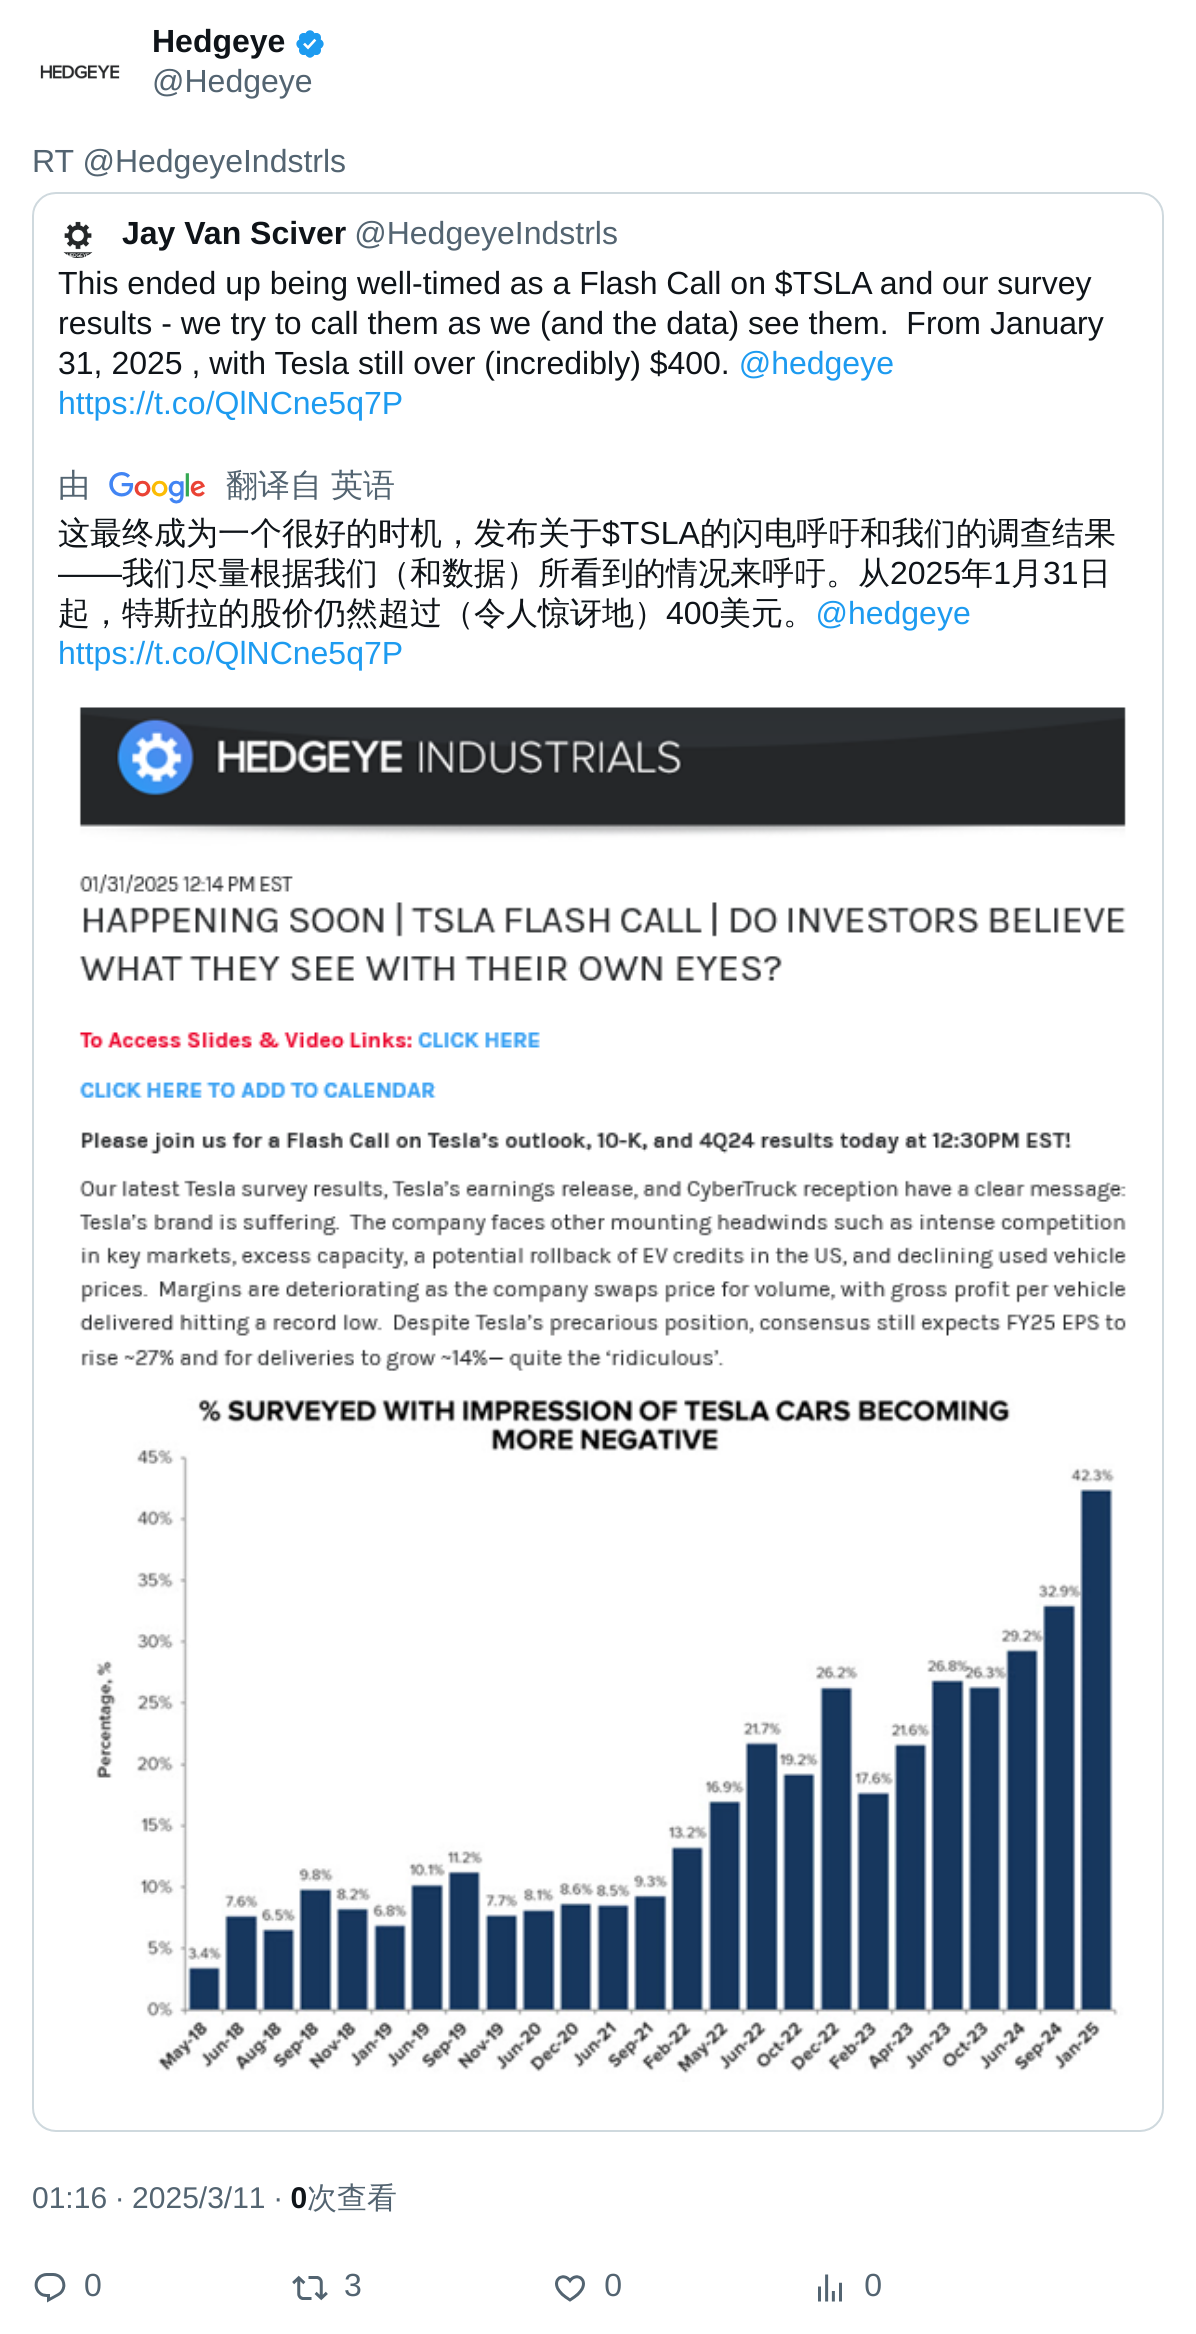 Hedgeye
HEDGEYE
@Hedgeye
RT @HedgeyeIndstrls
Jay Van Sciver @HedgeyeIndstrls
This ended up being well-timed as a Flash Call on $TSLA and our survey
results - we try to call them as we (and the data) see them.  From January
31, 2025 , with Tesla still over (incredibly) $400. @hedgeye
https://t.co/QlNCne5q7P
由 Google 翻译自 英语
这最终成为一个很好的时机，发布关于$TSLA的闪电呼吁和我们的调查结果
——我们尽量根据我们（和数据）所看到的情况来呼吁。从2025年1月31日
起，特斯拉的股价仍然超过（令人惊讶地）400美元。@hedgeye
https://t.co/QlNCne5q7P
HEDGEYE INDUSTRIALS
01/31/2025 12:14 PM EST
HAPPENING SOON | TSLA FLASH CALL | DO INVESTORS BELIEVE
WHAT THEY SEE WITH THEIR OWN EYES?
To Access Slides & Video Links: CLICK HERE
CLICK HERE TO ADD TO CALENDAR
Please join us for a Flash Call on Tesla's outlook, 10-K, and 4Q24 results today at 12:30PM EST!
Our latest Tesla survey results, Tesla's earnings release, and CyberTruck reception have a clear message:
Tesla's brand is suffering.  The company faces other mounting headwinds such as intense competition
in key markets, excess capacity, a potential rollback of EV credits in the US, and declining used vehicle
prices.  Margins are deteriorating as the company swaps price for volume, with gross profit per vehicle
delivered hitting a record low.  Despite Tesla's precarious position, consensus still expects FY25 EPS to
rise ~27% and for deliveries to grow ~14%— quite the 'ridiculous'.
% SURVEYED WITH IMPRESSION OF TESLA CARS BECOMING
MORE NEGATIVE
Percentage, %
45%
40%
35%
30%
25%
20%
15%
10%
5%
0%
3.4% 7.6% 6.5% 9.8% 8.2% 6.8% 10.1% 11.2% 7.7% 8.1% 8.6% 8.5% 9.3% 13.2% 16.9% 21.7% 19.2% 26.2% 17.6% 21.6% 26.8% 26.3% 29.2% 32.9% 42.3%
May-18 Jun-18 Aug-18 Sep-18 Nov-18 Jan-19 Jun-19 Sep-19 Nov-19 Jun-20 Dec-20 Jun-21 Sep-21 Feb-22 May-22 Jun-22 Oct-22 Dec-22 Feb-23 Apr-23 Jun-23 Oct-23 Jun-24 Sep-24 Jan-25
01:16 · 2025/3/11 · 0次查看
0 3 0 0